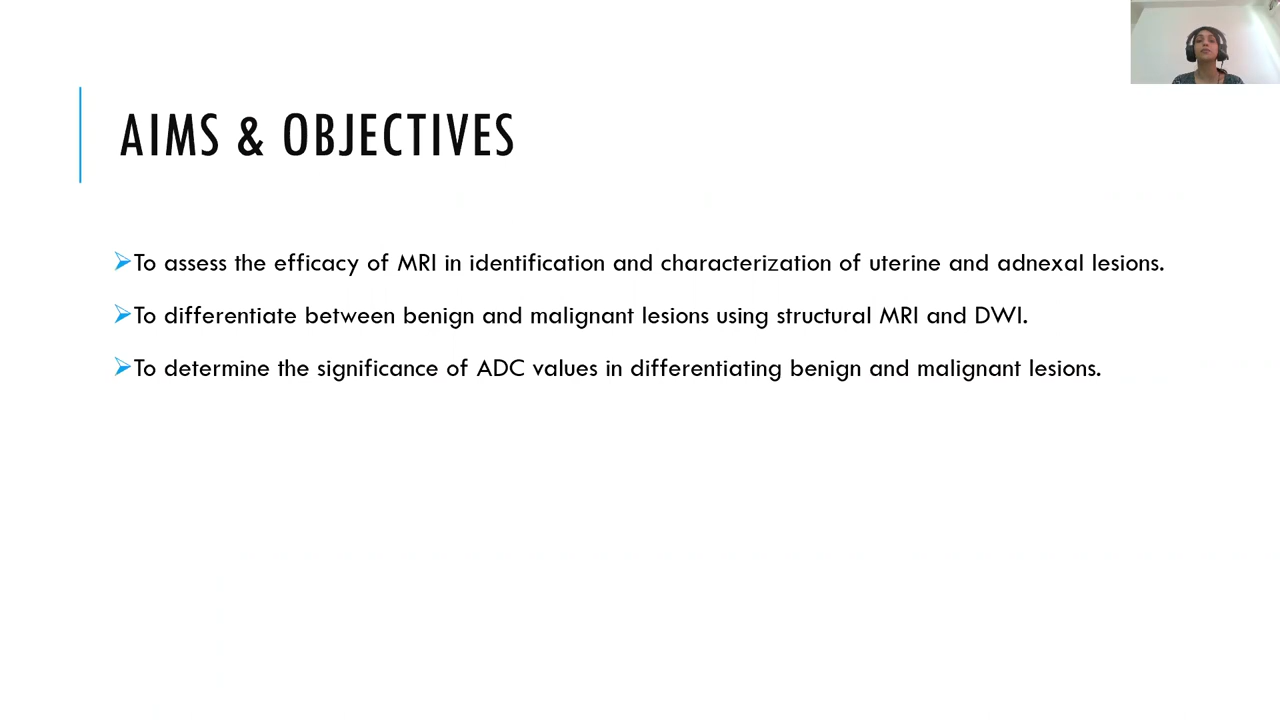 AIMS & OBJECTIVES
To assess the efficacy of MRI in identification and characterization of uterine and adnexal lesions.
To differentiate between benign and malignant lesions using structural MRI and DWI.
To determine the significance of ADC values in differentiating benign and malignant lesions.